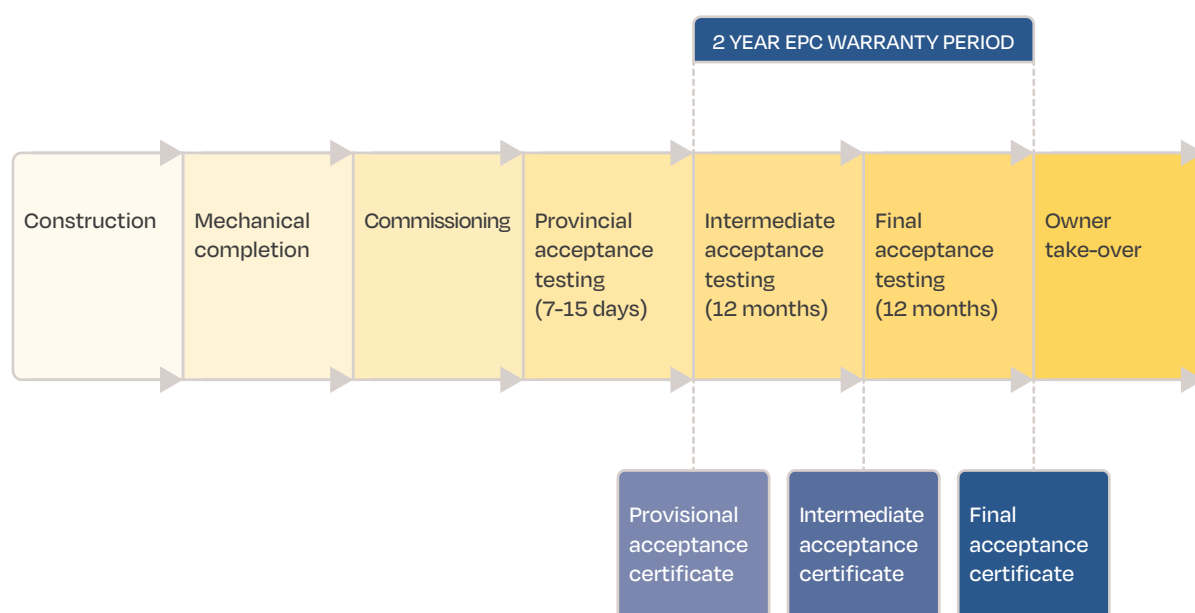 2 YEAR EPC WARRANTY PERIOD
Construction
Mechanical
completion
Commissioning
Provincial
acceptance
testing
(7-15 days)
Intermediate
acceptance
testing
(12 months)
Final
acceptance
testing
(12 months)
Owner
take-over
Provisional
acceptance
certificate
Intermediate
acceptance
certificate
Final
acceptance
certificate